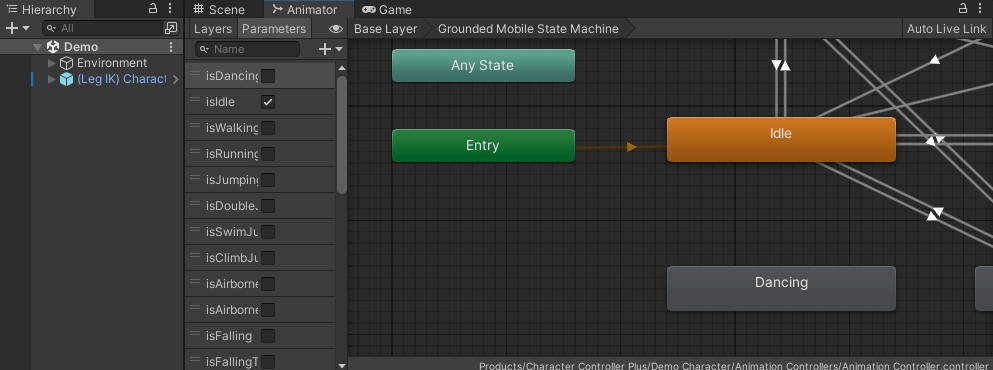 Hierarchy
All
Demo
Environment
(Leg IK) Charact
Scene
Animator
Game
Layers
Parameters
Base Layer
Grounded Mobile State Machine
Auto Live Link
Name
isDancing
isIdle
isWalking
isRunning
isJumping
isDoubleJ
isSwimJu
isClimbJu
isAirborne
isAirborne
isFalling
isFallingT
Any State
Entry
Idle
Dancing
Products/Character Controller Plus/Demo Character/Animation Controllers/Animation Controller.controller